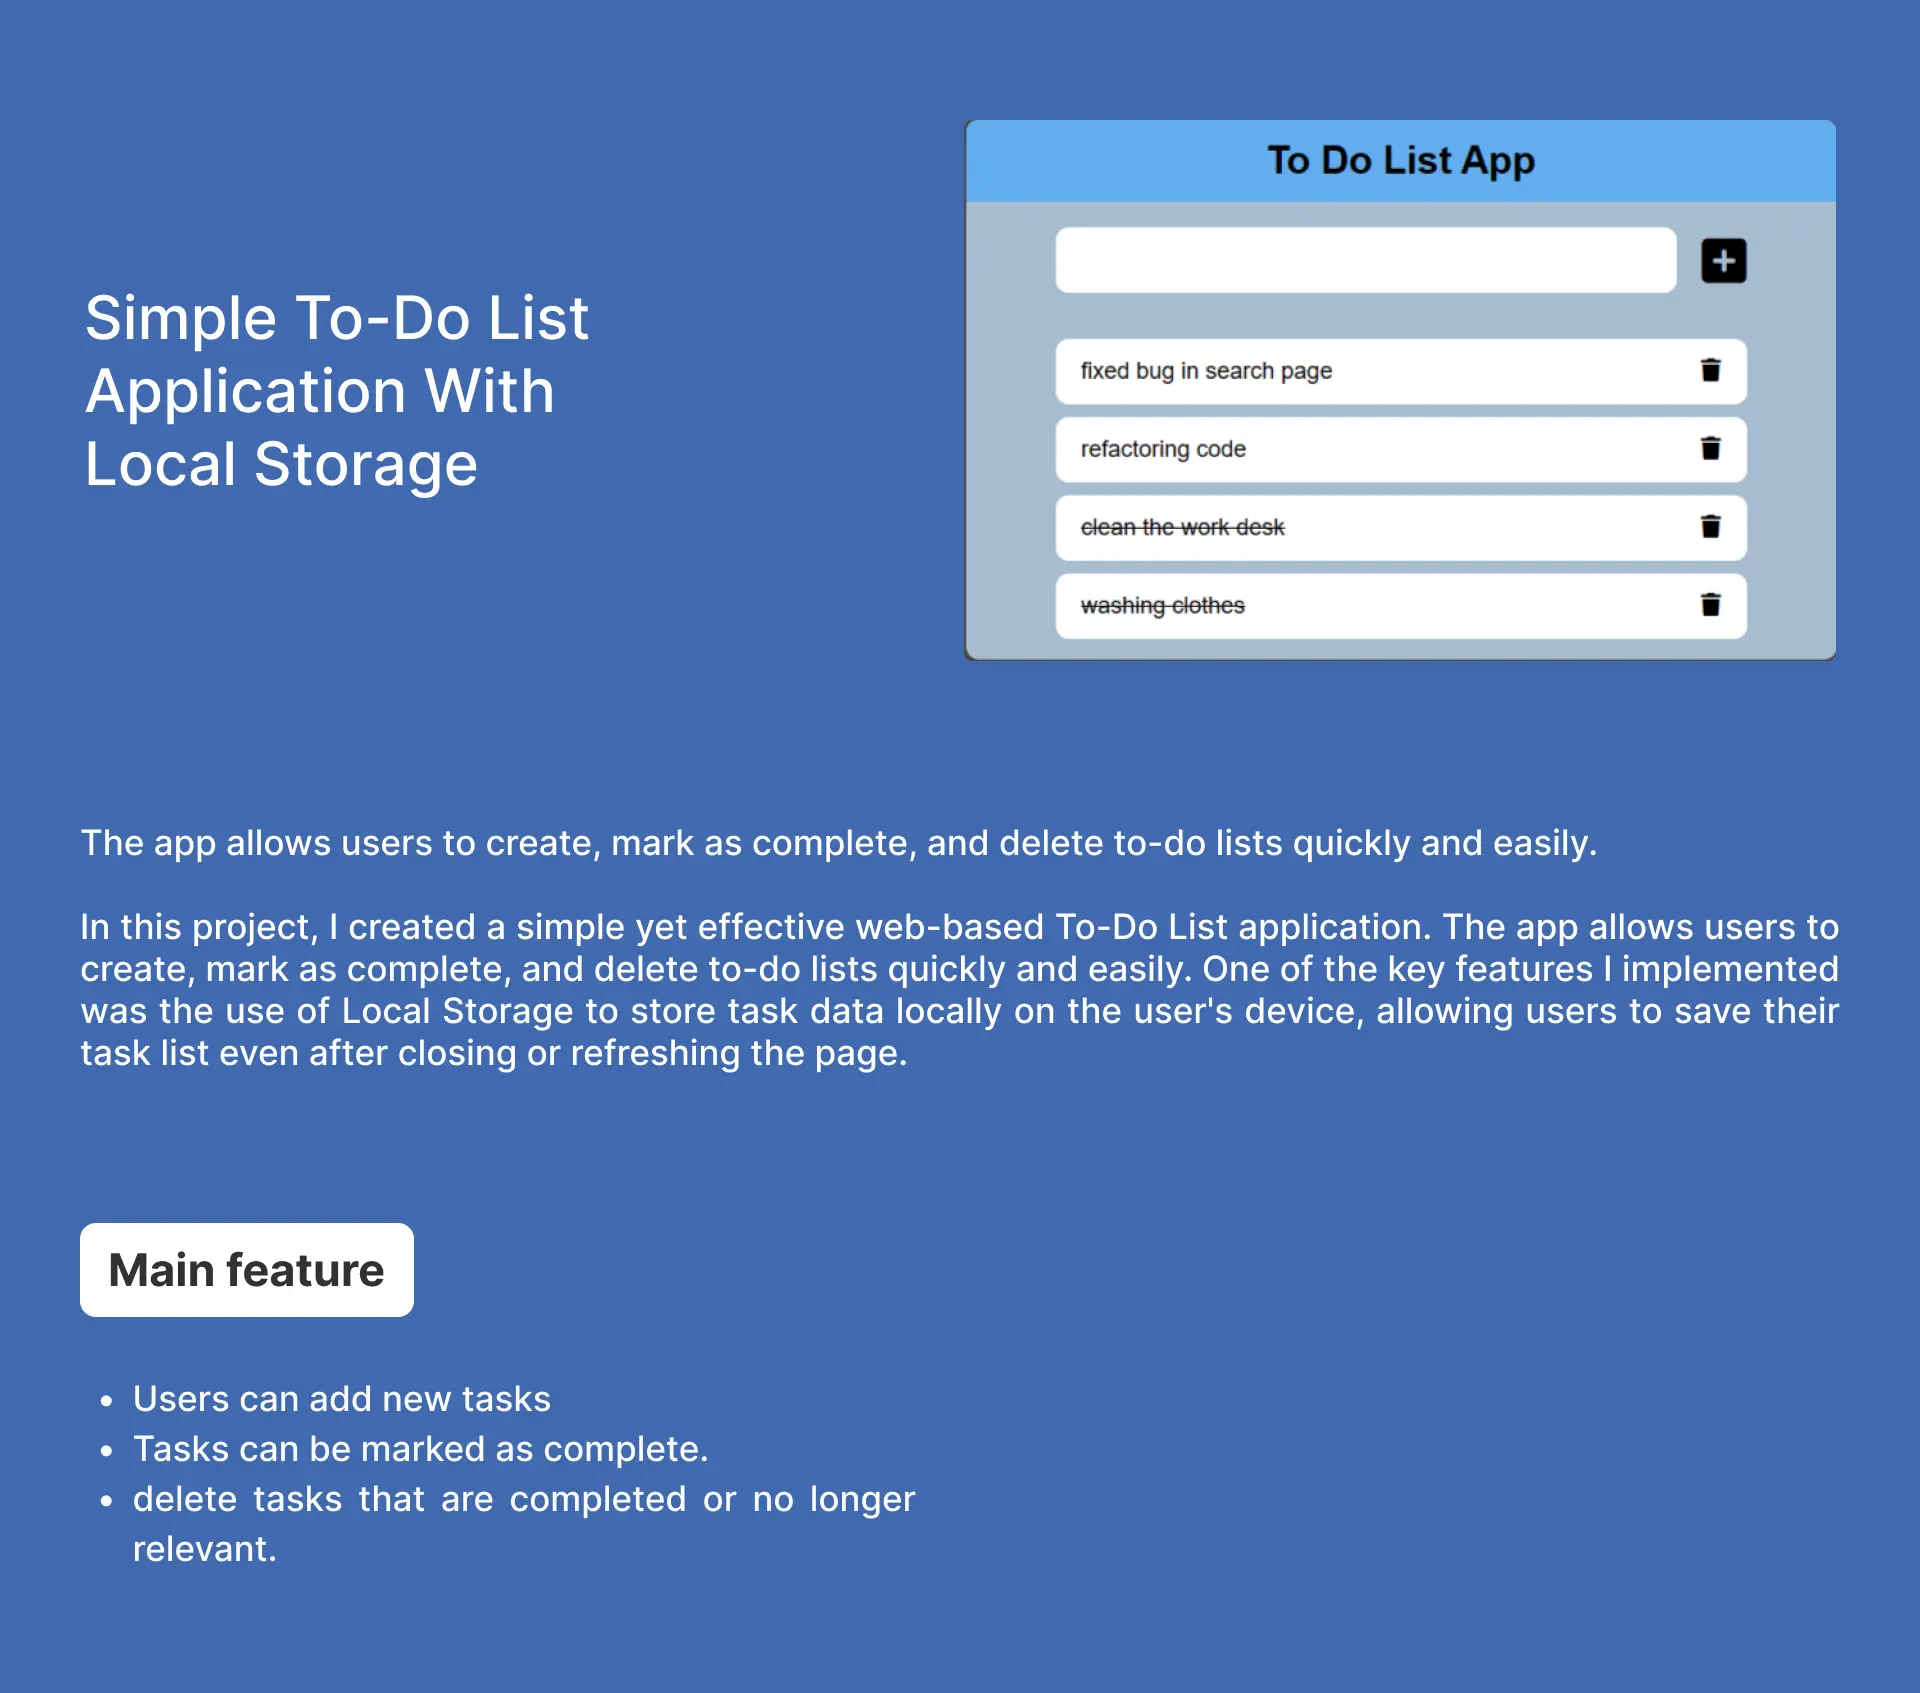 Simple To-Do List
Application With
Local Storage
To Do List App
fixed bug in search page
refactoring code
clean the work desk
washing clothes
The app allows users to create, mark as complete, and delete to-do lists quickly and easily.
In this project, I created a simple yet effective web-based To-Do List application. The app allows users to
create, mark as complete, and delete to-do lists quickly and easily. One of the key features I implemented
was the use of Local Storage to store task data locally on the user's device, allowing users to save their
task list even after closing or refreshing the page.
Main feature
• Users can add new tasks
• Tasks can be marked as complete.
• delete tasks that are completed or no longer
relevant.